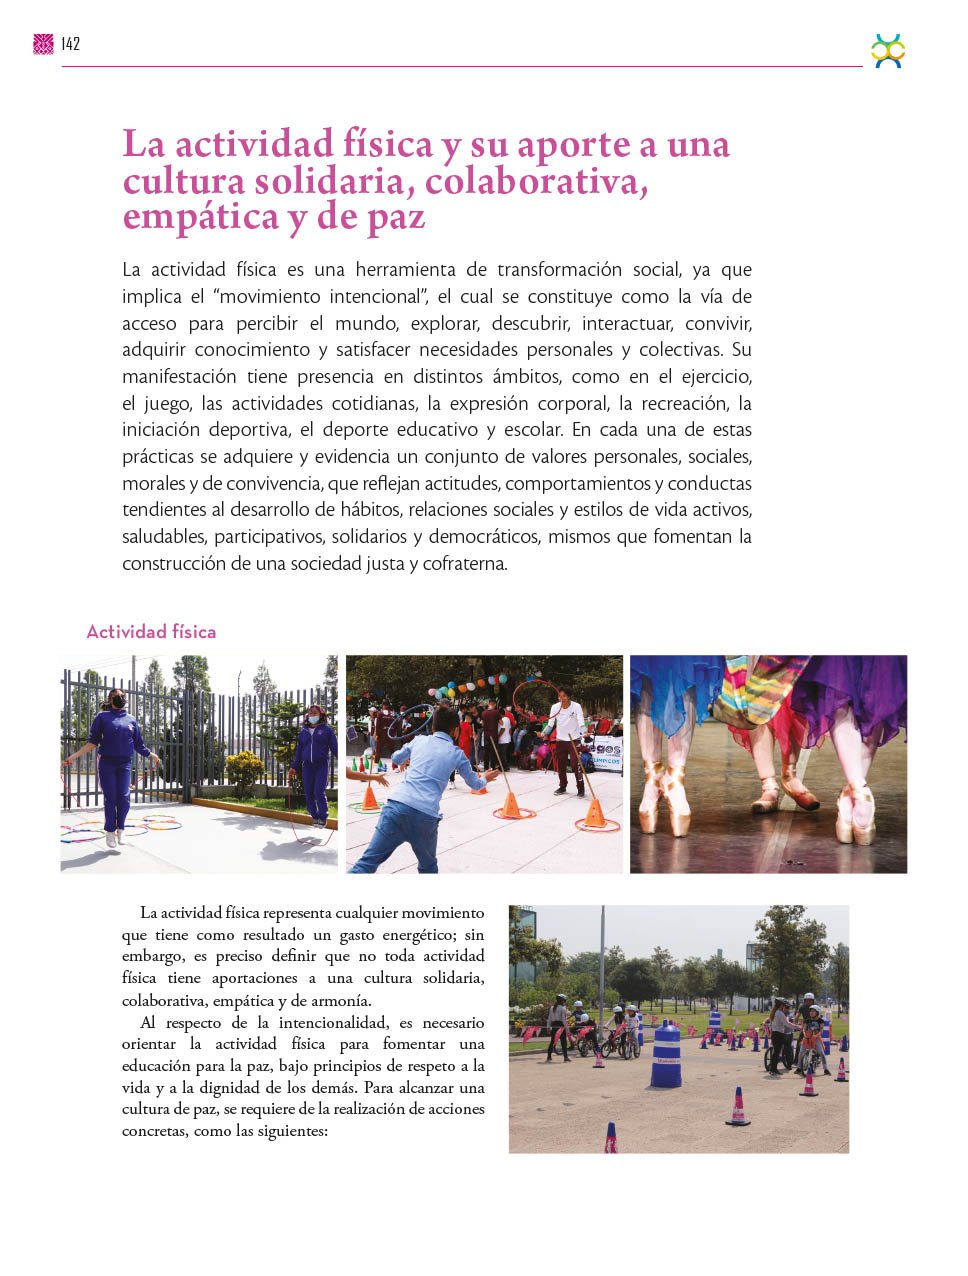 142
La actividad física y su aporte a una
cultura solidaria, colaborativa,
empática y de paz
La actividad física es una herramienta de transformación social, ya que
implica el “movimiento intencional”, el cual se constituye como la vía de
acceso para percibir el mundo, explorar, descubrir, interactuar, convivir,
adquirir conocimiento y satisfacer necesidades personales y colectivas. Su
manifestación tiene presencia en distintos ámbitos, como en el ejercicio,
el juego, las actividades cotidianas, la expresión corporal, la recreación, la
iniciación deportiva, el deporte educativo y escolar. En cada una de estas
prácticas se adquiere y evidencia un conjunto de valores personales, sociales,
morales y de convivencia, que reflejan actitudes, comportamientos y conductas
tendientes al desarrollo de hábitos, relaciones sociales y estilos de vida activos,
saludables, participativos, solidarios y democráticos, mismos que fomentan la
construcción de una sociedad justa y cofraterna.
Actividad física
La actividad física representa cualquier movimiento
que tiene como resultado un gasto energético; sin
embargo, es preciso definir que no toda actividad
física tiene aportaciones a una cultura solidaria,
colaborativa, empática y de armonía.
Al respecto de la intencionalidad, es necesario
orientar la actividad física para fomentar una
educación para la paz, bajo principios de respeto a la
vida y a la dignidad de los demás. Para alcanzar una
cultura de paz, se requiere de la realización de acciones
concretas, como las siguientes: